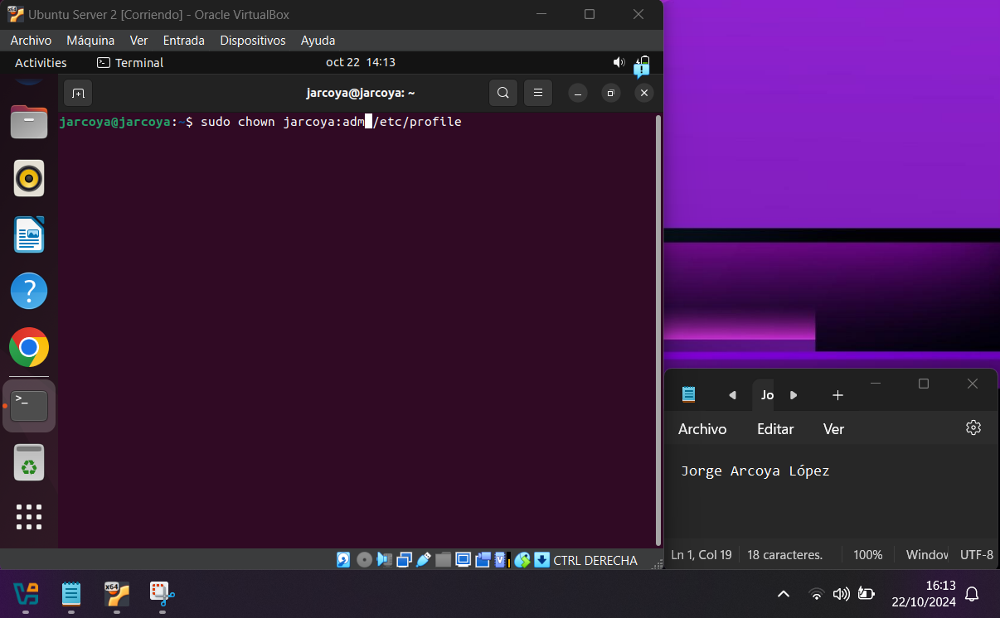 Ubuntu Server 2 [Corriendo] - Oracle VirtualBox
Archivo Máquina Ver Entrada Dispositivos Ayuda
Activities Terminal oct 22 14:13
jarcoya@jarcoya: ~
jarcoya@jarcoya:~$ sudo chown jarcoya:adm /etc/profile
CTRL DERECHA
Jo
Archivo Editar Ver
Jorge Arcoya López
Ln 1, Col 19 18 caracteres. 100% Window UTF-8
x64
16:13
22/10/2024